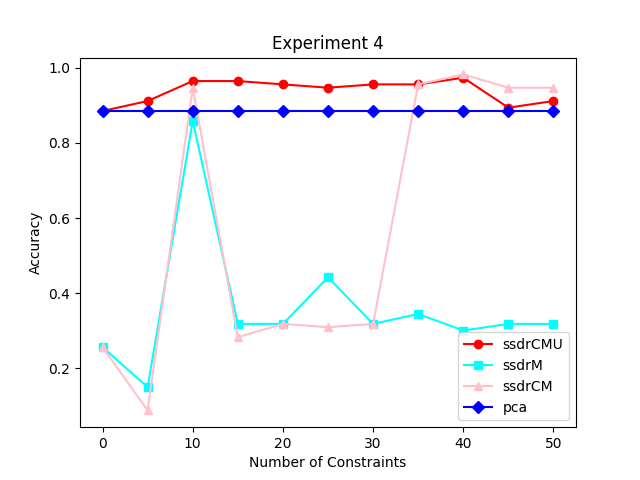 Experiment 4
Accuracy
1.0
0.8
0.6
0.4
0.2
0 10 20 30 40 50
Number of Constraints
ssdrCMU
ssdrM
ssdrCM
pca